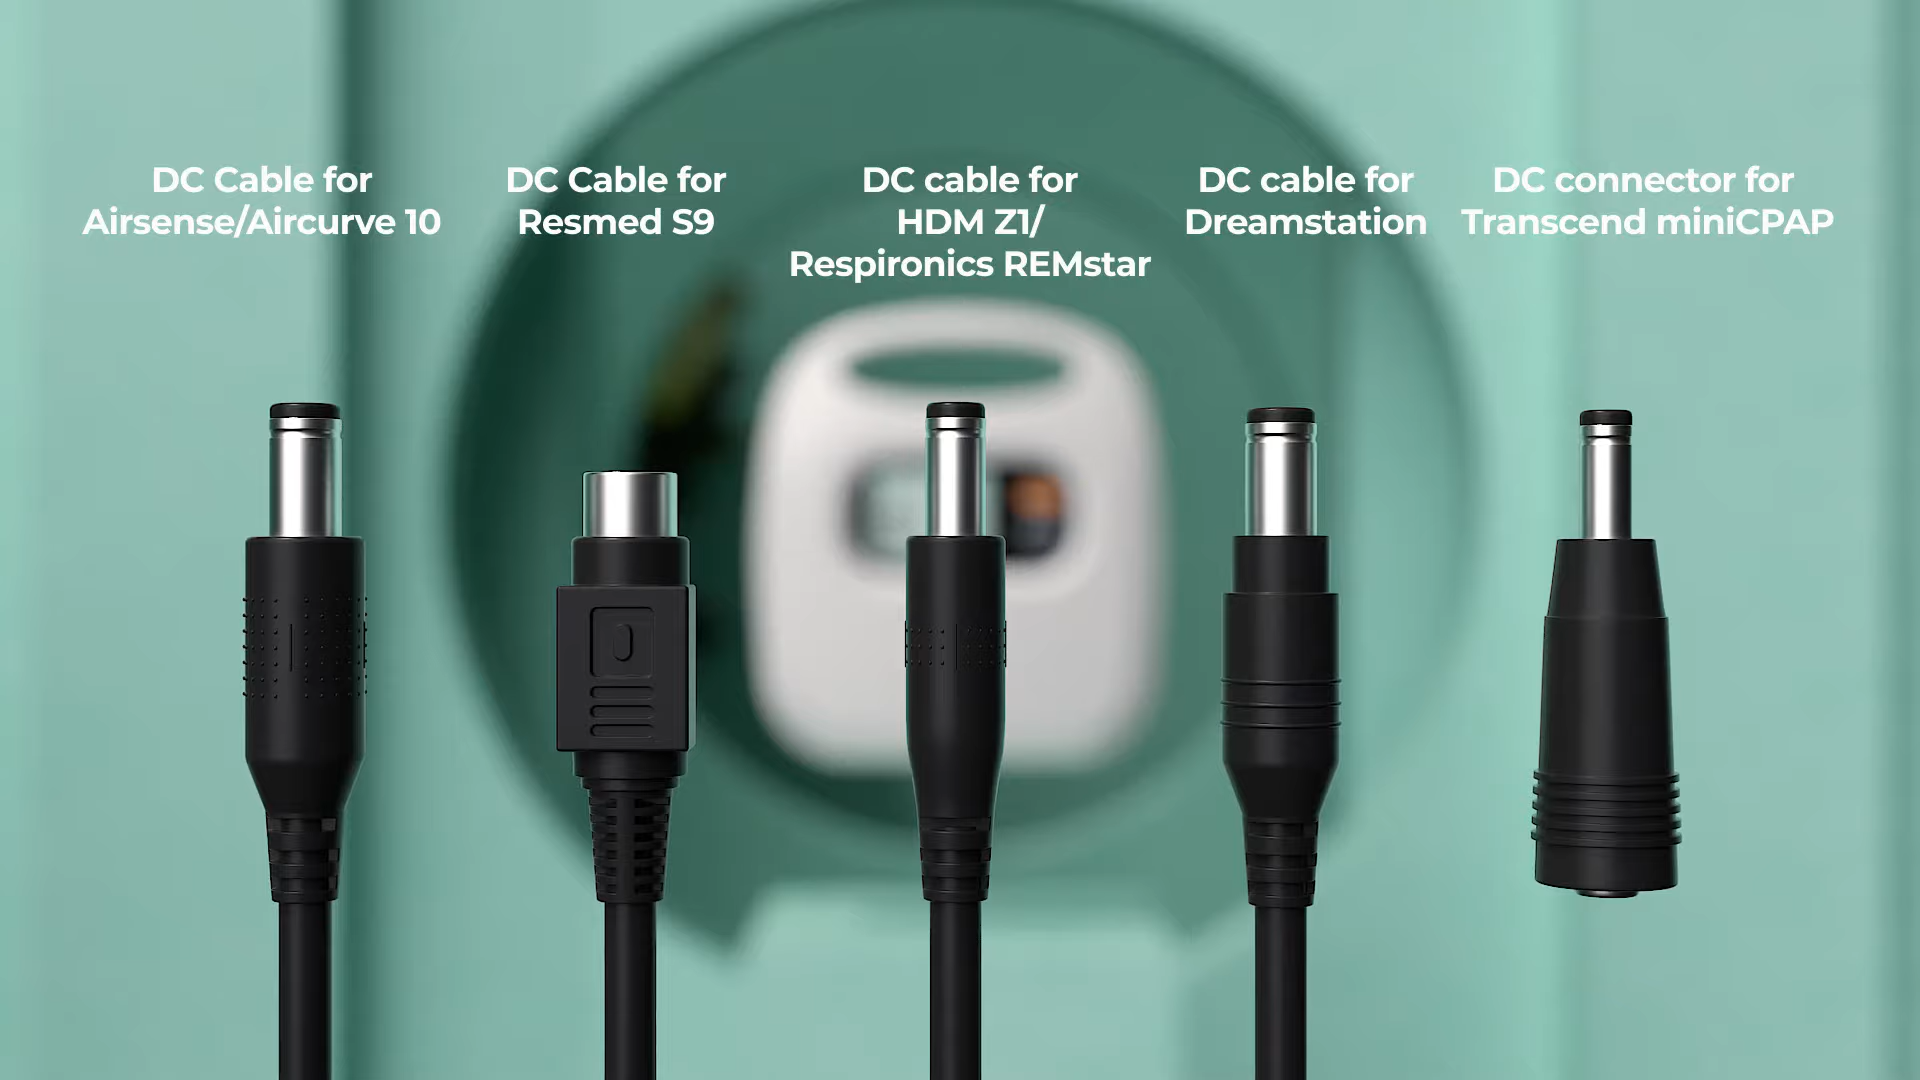 DC Cable for
Airsense/Aircurve 10
DC Cable for
Resmed S9
DC cable for
HDM Z1/
Respironics REMstar
DC cable for
Dreamstation
DC connector for
Transcend miniCPAP